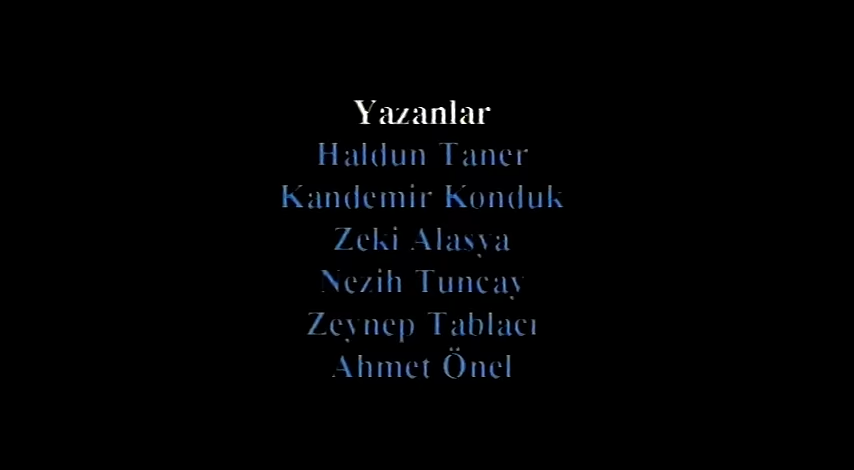 Yazanlar
Haldun Taner
Kandemir Konduk
Zeki Alasya
Nezih Tuncay
Zeynep Tablacı
Ahmet Önel